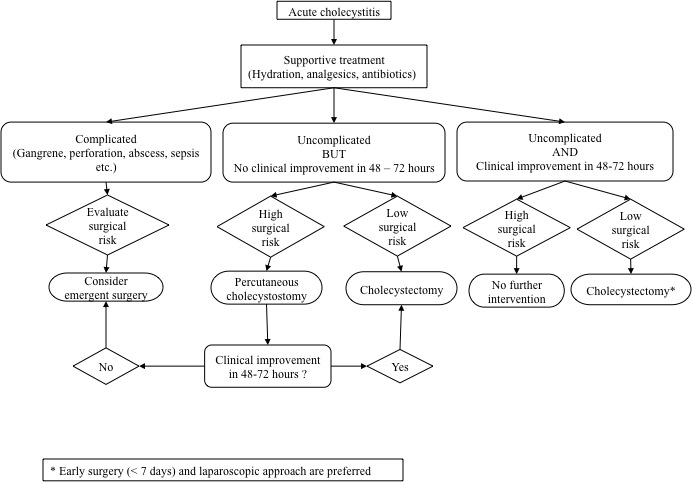 Acute cholecystitis
Supportive treatment
(Hydration, analgesics, antibiotics)
Complicated
(Gangrene, perforation, abscess, sepsis
etc.)
Uncomplicated
BUT
No clinical improvement in 48 – 72 hours
Uncomplicated
AND
Clinical improvement in 48-72 hours
Evaluate
surgical
risk
High
surgical
risk
Low
surgical
risk
High
surgical
risk
Low
surgical
risk
Consider
emergent surgery
Percutaneous
cholecystostomy
Cholecystectomy
No further
intervention
Cholecystectomy*
No
Clinical improvement
in 48-72 hours ?
Yes
* Early surgery (< 7 days) and laparoscopic approach are preferred